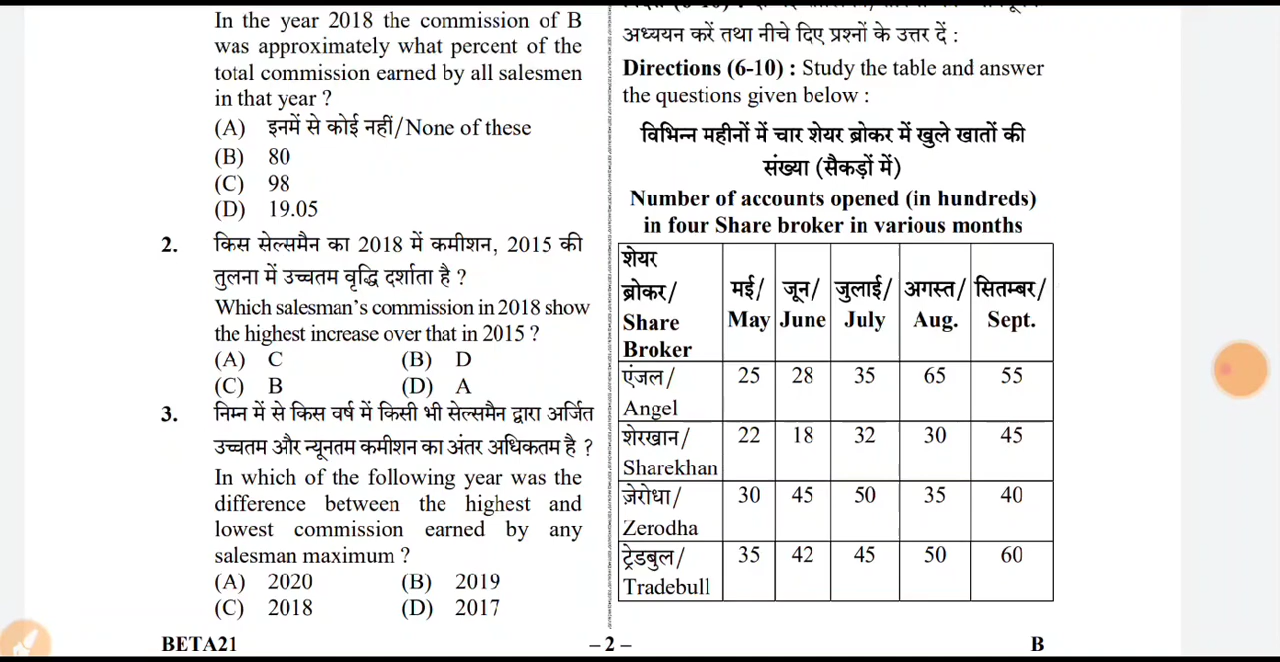 In the year 2018 the commission of B
was approximately what percent of the
total commission earned by all salesmen
in that year ?
(A) इनमें से कोई नहीं/None of these
(B) 80
(C) 98
(D) 19.05
2. किस सेल्समैन का 2018 में कमीशन, 2015 की
तुलना में उच्चतम वृद्धि दर्शाता है ?
Which salesman’s commission in 2018 show
the highest increase over that in 2015 ?
(A) C (B) D
(C) B (D) A
3. निम्न में से किस वर्ष में किसी भी सेल्समैन द्वारा अर्जित
उच्चतम और न्यूनतम कमीशन का अंतर अधिकतम है ?
In which of the following year was the
difference between the highest and
lowest commission earned by any
salesman maximum ?
(A) 2020 (B) 2019
(C) 2018 (D) 2017
अध्ययन करें तथा नीचे दिए प्रश्नों के उत्तर दें :
Directions (6-10) : Study the table and answer
the questions given below :
विभिन्न महीनों में चार शेयर ब्रोकर में खुले खातों की
संख्या (सैकड़ों में)
Number of accounts opened (in hundreds)
in four Share broker in various months
शेयर
ब्रोकर/ मई/ जून/ जुलाई/ अगस्त/ सितम्बर/
Share May June July Aug. Sept.
Broker
एंजल/ 25 28 35 65 55
Angel
शेरखान/ 22 18 32 30 45
Sharekhan
ज़ेरोधा/ 30 45 50 35 40
Zerodha
ट्रेडबुल/ 35 42 45 50 60
Tradebull
BETA21 – 2 – B